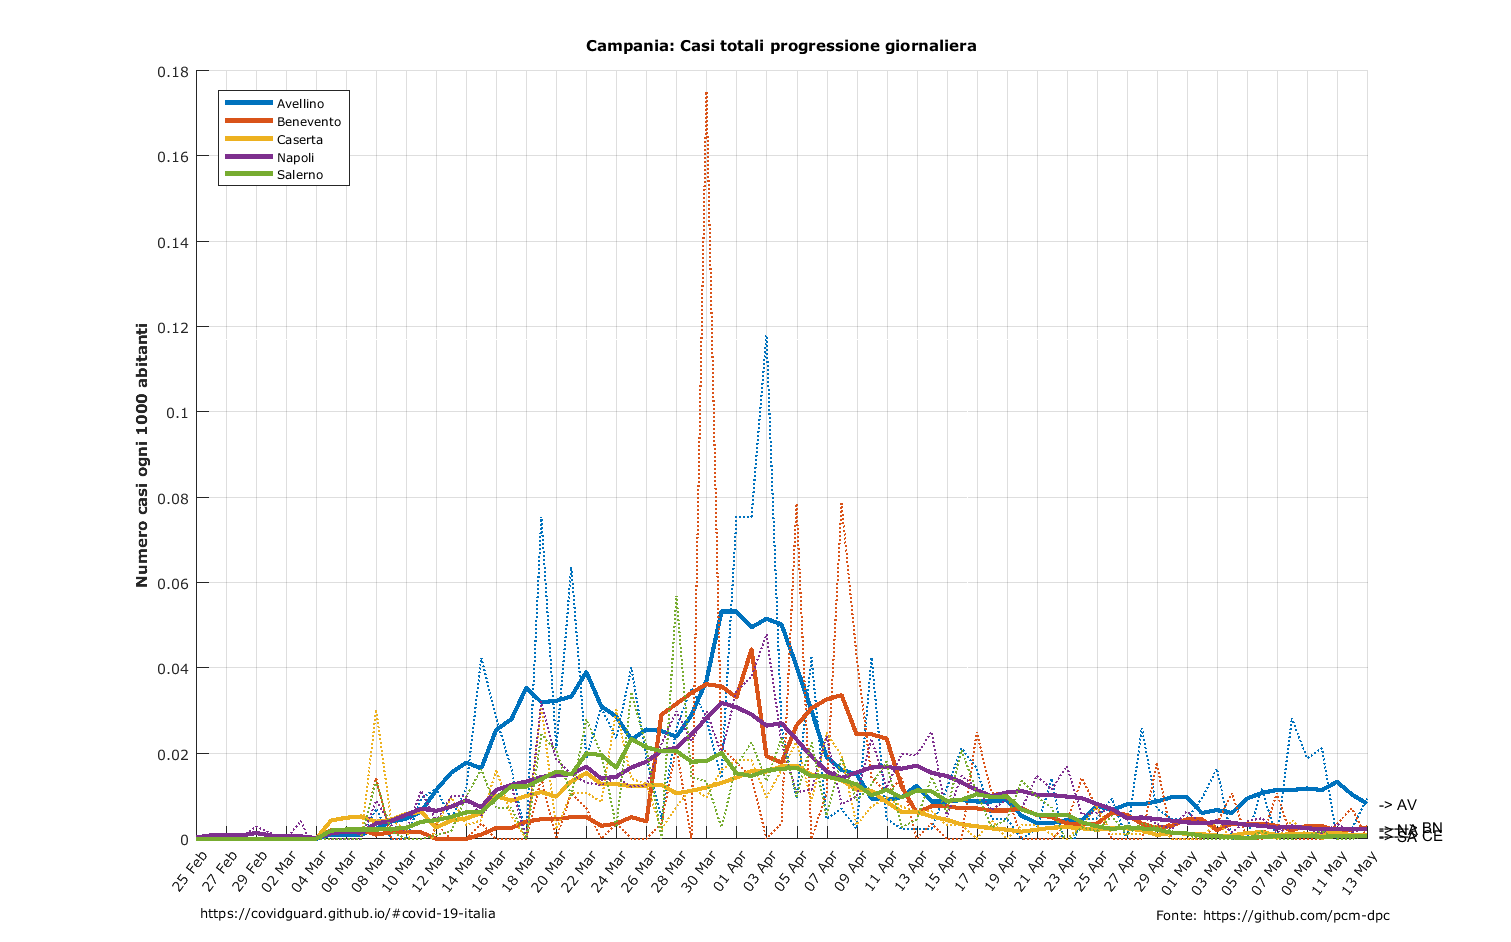 Campania: Casi totali progressione giornaliera
0.18
0.16
0.14
0.12
0.1
0.08
0.06
0.04
0.02
0
Numero casi ogni 1000 abitanti
Avellino
Benevento
Caserta
Napoli
Salerno
-> AV
-> NA
BN
-> SA
CE
25 Feb
27 Feb
29 Feb
02 Mar
04 Mar
06 Mar
08 Mar
10 Mar
12 Mar
14 Mar
16 Mar
18 Mar
20 Mar
22 Mar
24 Mar
26 Mar
28 Mar
30 Mar
01 Apr
03 Apr
05 Apr
07 Apr
09 Apr
11 Apr
13 Apr
15 Apr
17 Apr
19 Apr
21 Apr
23 Apr
25 Apr
27 Apr
29 Apr
01 May
03 May
05 May
07 May
09 May
11 May
13 May
https://covidguard.github.io/#covid-19-italia
Fonte: https://github.com/pcm-dpc